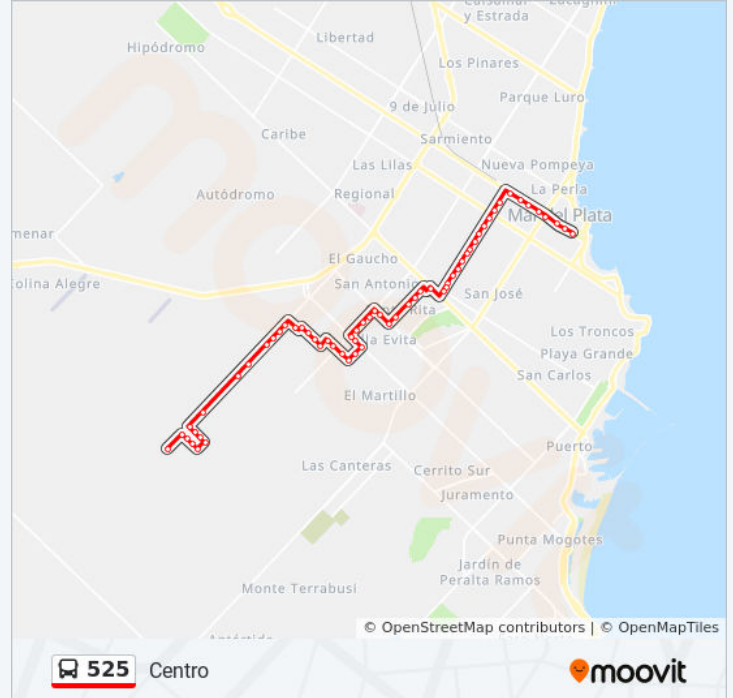 y Estrada
Libertad
Hipódromo
Los Pinares
Parque Luro
9 de Julio
Caribe
Sarmiento
Las Lilas
Nueva Pompeya
La Perla
Autódromo
Regional
Mar del Plata
menar
El Gaucho
olina Alegre
San Antonio
San José
Rita
Los Troncos
la Evita
Playa Grande
San Carlos
El Martillo
Puerto
Las Canteras
Cerrito Sur
Juramento
Punta Mogotes
Jardín de
Peralta Ramos
Monte Terrabusi
© OpenStreetMap contributors | © OpenMapTiles
525 Centro
moovit